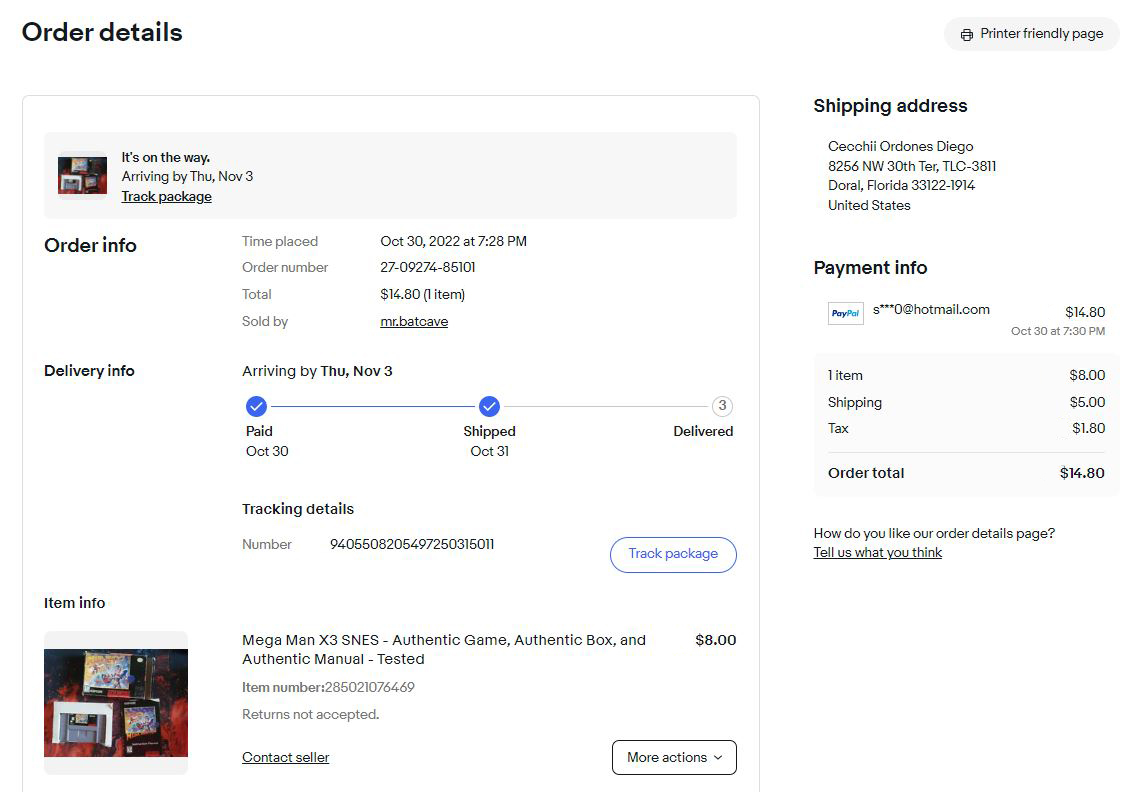 Order details
Printer friendly page
It's on the way.
Arriving by Thu, Nov 3
Track package
Order info
Time placed Oct 30, 2022 at 7:28 PM
Order number 27-09274-85101
Total $14.80 (1 item)
Sold by mr.batcave
Delivery info
Arriving by Thu, Nov 3
3
Paid Shipped Delivered
Oct 30 Oct 31
Tracking details
Number 9405508205497250315011
Track package
Item info
Mega Man X3 SNES - Authentic Game, Authentic Box, and $8.00
Authentic Manual - Tested
Item number:285021076469
Returns not accepted.
Contact seller
More actions
Shipping address
Cecchii Ordones Diego
8256 NW 30th Ter, TLC-3811
Doral, Florida 33122-1914
United States
Payment info
PayPal s***0@hotmail.com $14.80
Oct 30 at 7:30 PM
1 item $8.00
Shipping $5.00
Tax $1.80
Order total $14.80
How do you like our order details page?
Tell us what you think